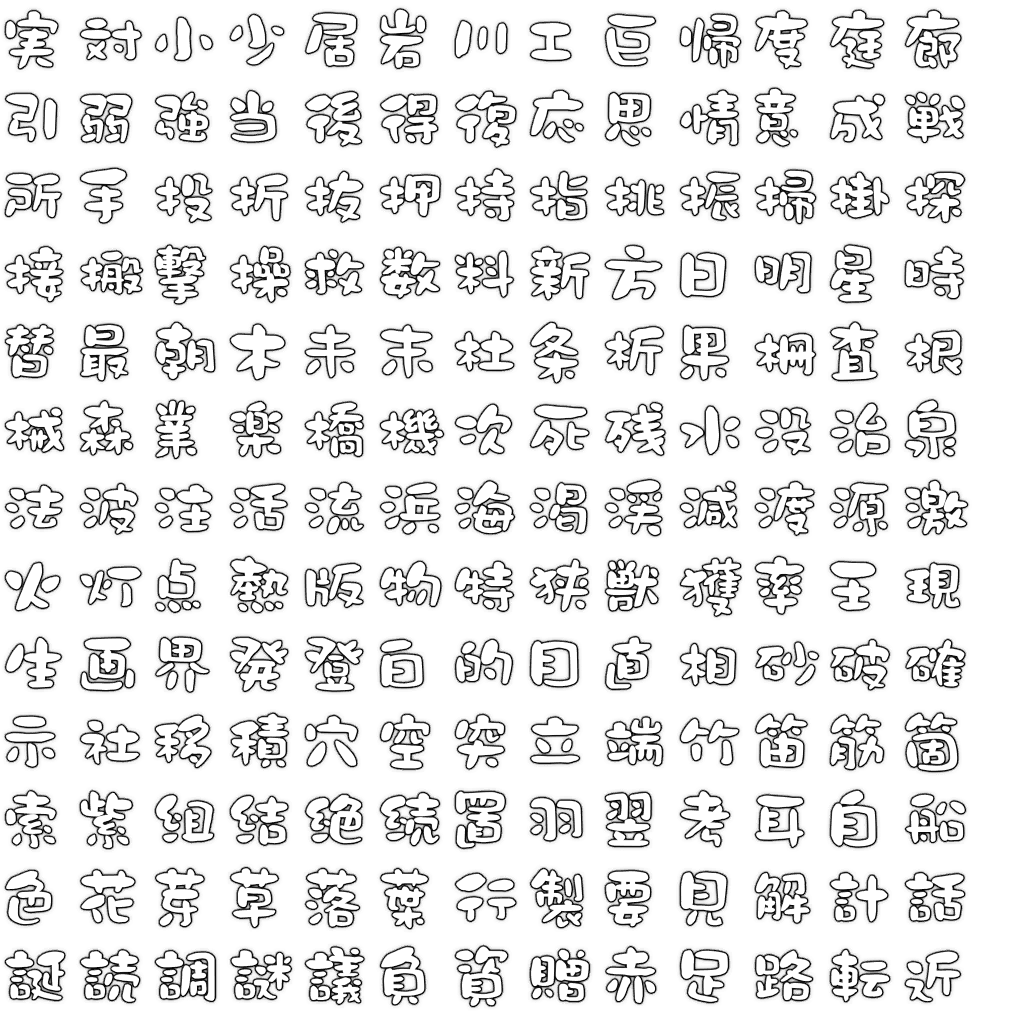 実対小少居岩川工巨帰度庭廊
引弱強当後得復応思情意成戦
所手投折抜押持指挑振掃掛探
接搬撃操救数料新方日明星時
替最朝木未末杜条析果柵査根
械森業楽橋機次死残水没治泉
法波注活流浜海渇渓減渡源激
火灯点熱版物特狭獣獲率王現
生画界発登白的目直相砂破確
示社移積穴空突立端竹笛筋箇
索紫組結絶続置羽翌考耳自船
色花芽草落葉行製要見解計話
誕読調謎議負資贈赤足路転近